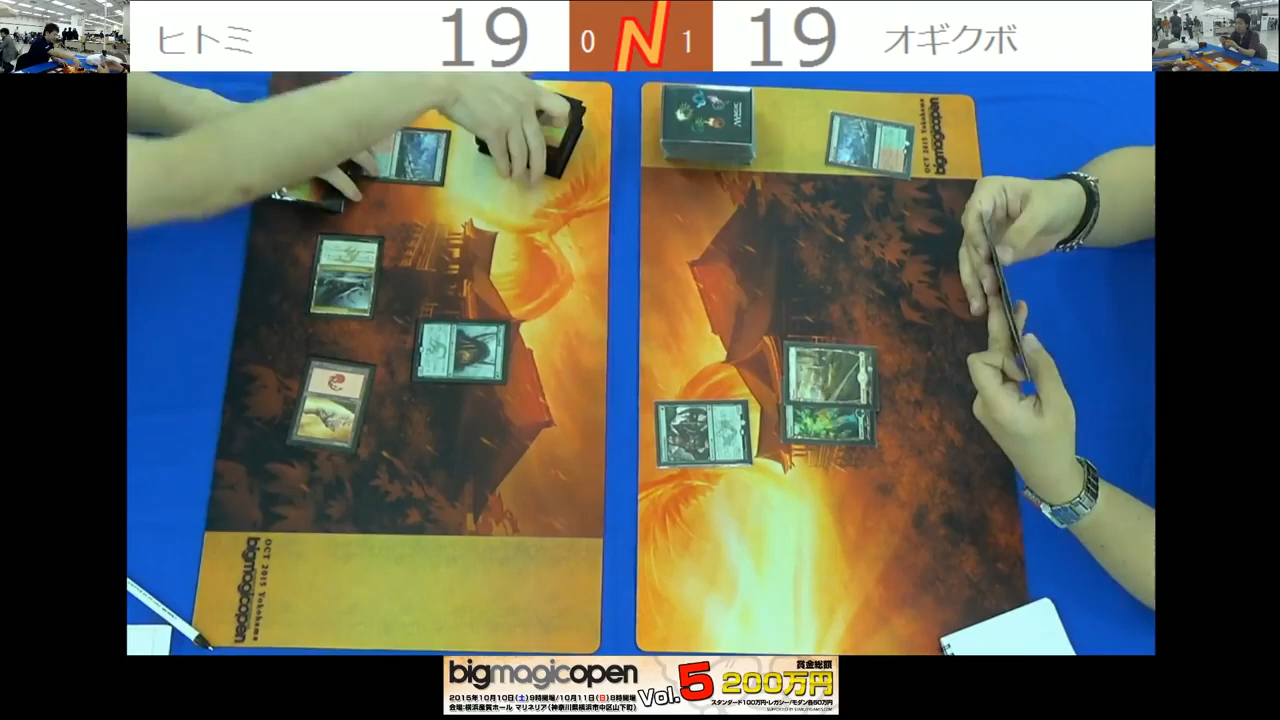 ヒトミ
19
0
N
1
19
オギクボ
MAGIC
OCT 2015 Yokohama
bigmagicopen
OCT 2015 Yokohama
bigmagicopen
bigmagicopen
Vol.5
賞金総額
200万円
2015年10月10日(土)9時開場/10月11日(日)8時開場
会場:横浜産貿ホール マリネリア(神奈川県横浜市中区山下町)
スタンダード100万円・レガシー/モダン各50万円